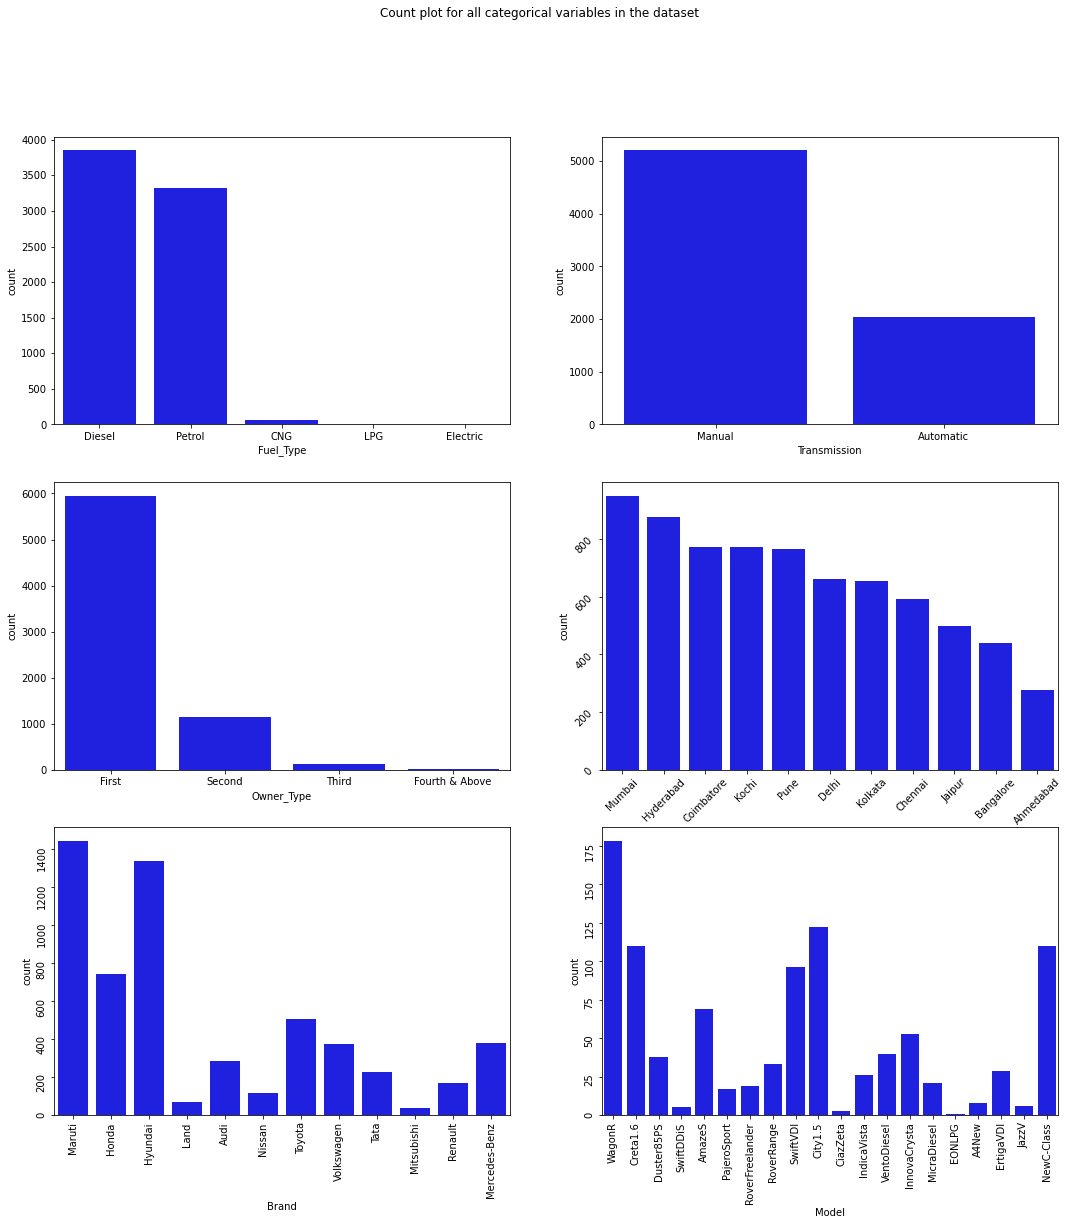 Count plot for all categorical variables in the dataset
4000
3500
3000
2500
2000
1500
1000
500
0
count
Diesel Petrol CNG LPG Electric
Fuel_Type
5000
4000
3000
2000
1000
0
count
Manual Automatic
Transmission
6000
5000
4000
3000
2000
1000
0
count
First Second Third Fourth & Above
Owner_Type
800
600
400
200
0
count
Mumbai Hyderabad Coimbatore Kochi Pune Delhi Kolkata Chennai Jaipur Bangalore Ahmedabad
1400
1200
1000
800
600
400
200
0
count
Maruti Honda Hyundai Land Audi Nissan Toyota Volkswagen Tata Mitsubishi Renault Mercedes-Benz
Brand
175
150
125
100
75
50
25
0
count
WagonR Creta1.6 Duster85PS SwiftDDiS AmazeS PajeroSport RoverFreelander RoverRange SwiftVDI City1.5 CiazZeta IndicaVista VentoDiesel InnovaCrysta MicraDiesel EONLPG A4New ErtigaVDI JazzV NewC-Class
Model